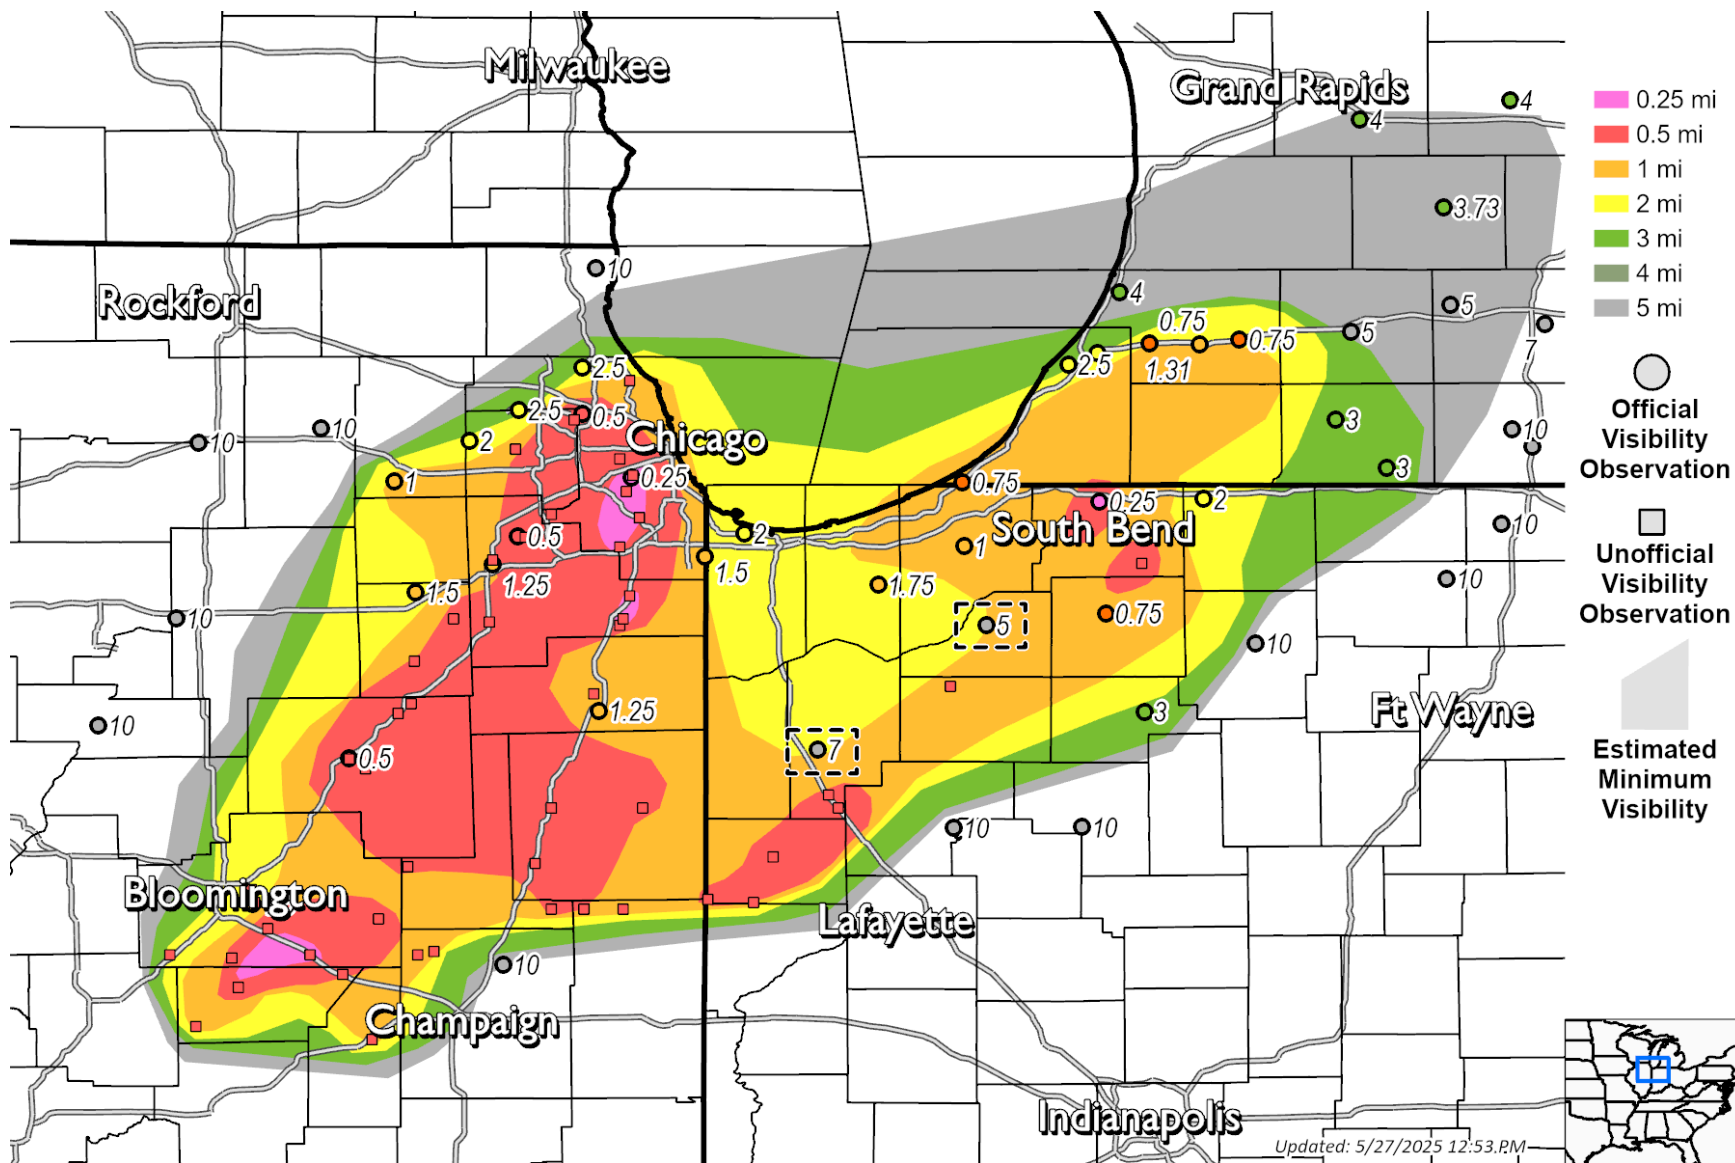 Milwaukee
Grand Rapids
4
4
3.73
10
Rockford
4
5
5
7
0.75
0.75
1.31
2.5
2.5
2.5
0.5
10
10
2
Chicago
3
10
1
0.25
3
0.75
0.25
2
10
South Bend
0.5
2
1
1.5
1.75
1.25
1.5
10
10
5
0.75
10
1.25
3
Ft Wayne
10
7
0.5
10
10
Bloomington
Lafayette
10
Champaign
Indianapolis
Updated: 5/27/2025 12:53 PM
0.25 mi
0.5 mi
1 mi
2 mi
3 mi
4 mi
5 mi
Official
Visibility
Observation
Unofficial
Visibility
Observation
Estimated
Minimum
Visibility